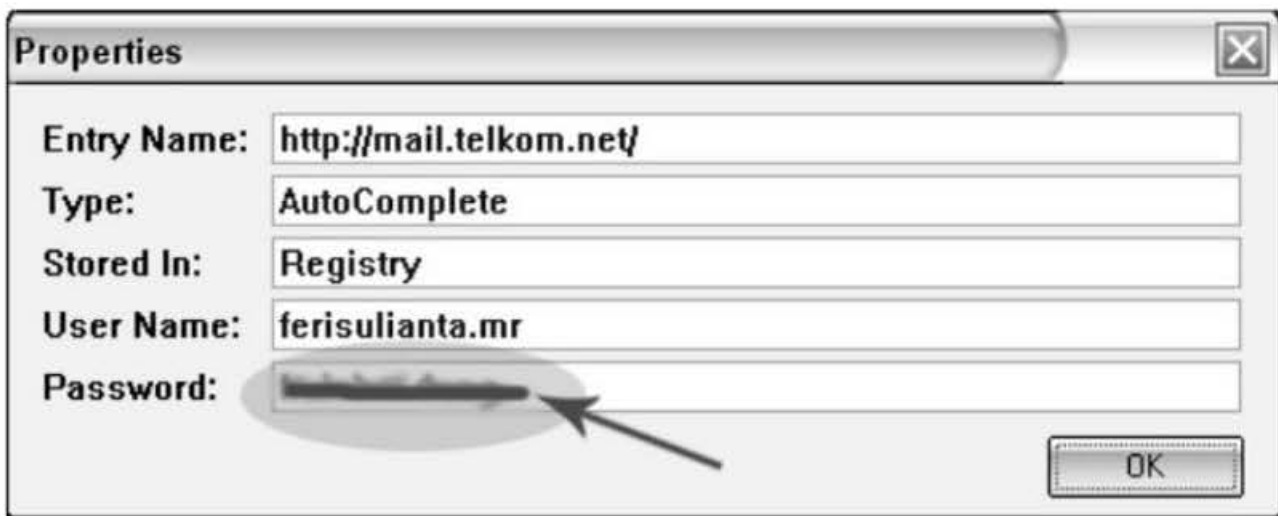 Properties
Entry Name: http://mail.telkom.net/
Type: AutoComplete
Stored In: Registry
User Name: ferisulianta.mr
Password:
OK